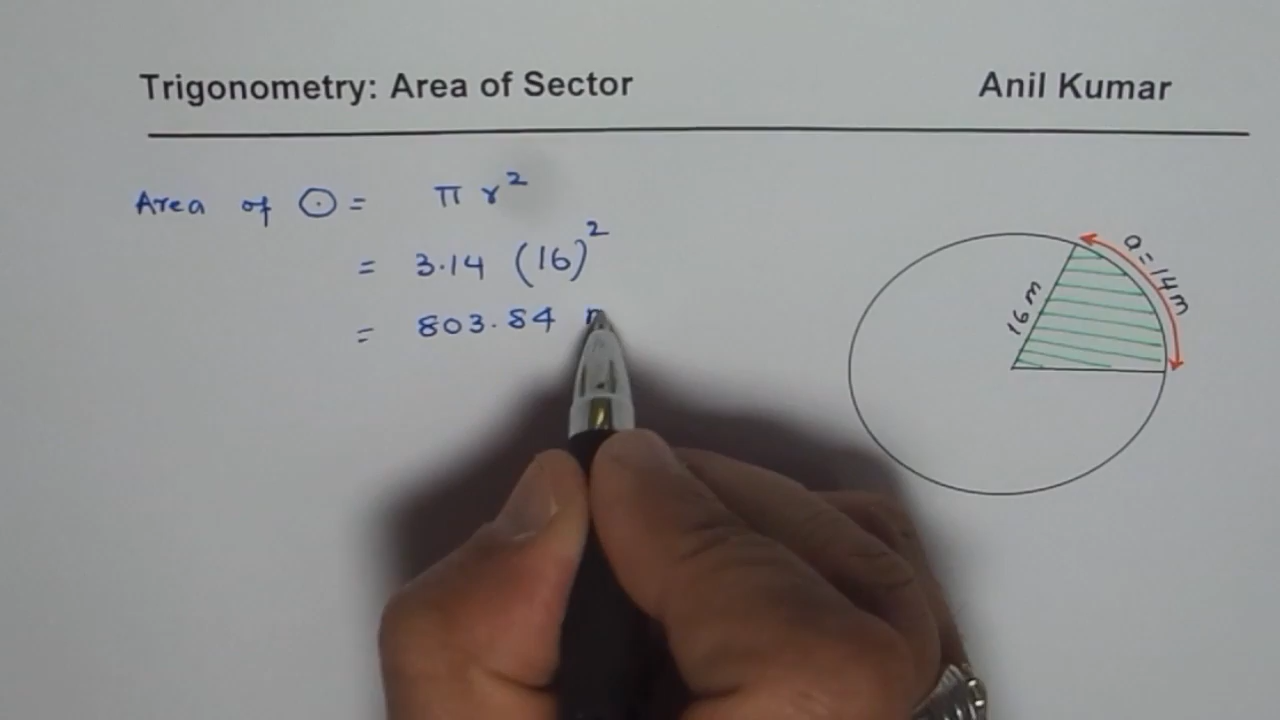 Trigonometry: Area of Sector
Anil Kumar
Area of ⊙ = π r²
= 3.14 (16)²
= 803.84
16 m
a = 14 m